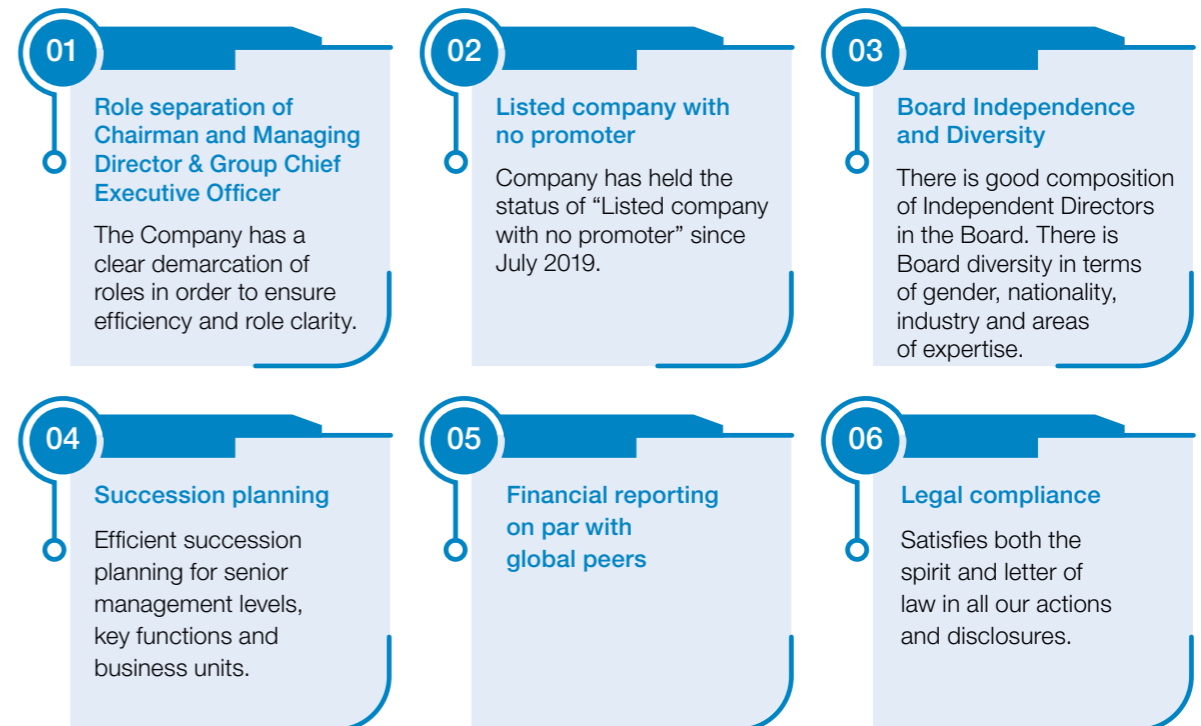 01
Role separation of
Chairman and Managing
Director & Group Chief
Executive Officer
The Company has a
clear demarcation of
roles in order to ensure
efficiency and role clarity.
02
Listed company with
no promoter
Company has held the
status of “Listed company
with no promoter” since
July 2019.
03
Board Independence
and Diversity
There is good composition
of Independent Directors
in the Board. There is
Board diversity in terms
of gender, nationality,
industry and areas
of expertise.
04
Succession planning
Efficient succession
planning for senior
management levels,
key functions and
business units.
05
Financial reporting
on par with
global peers
06
Legal compliance
Satisfies both the
spirit and letter of
law in all our actions
and disclosures.